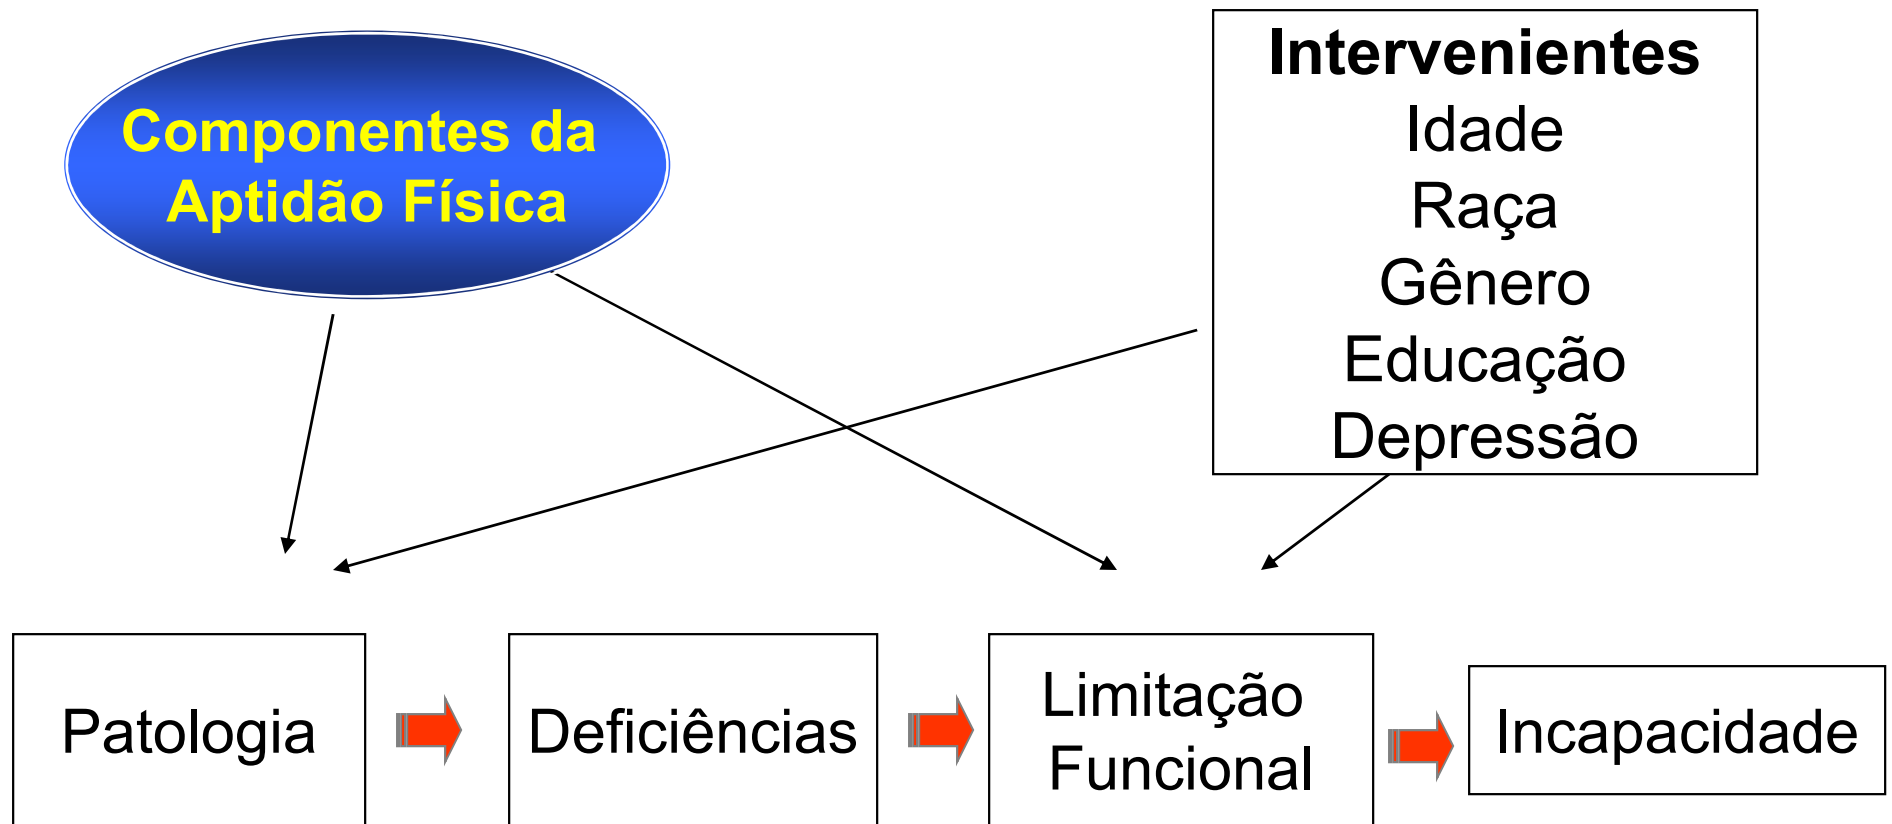 Componentes da
Aptidão Física
Intervenientes
Idade
Raça
Gênero
Educação
Depressão
Patologia
Deficiências
Limitação
Funcional
Incapacidade